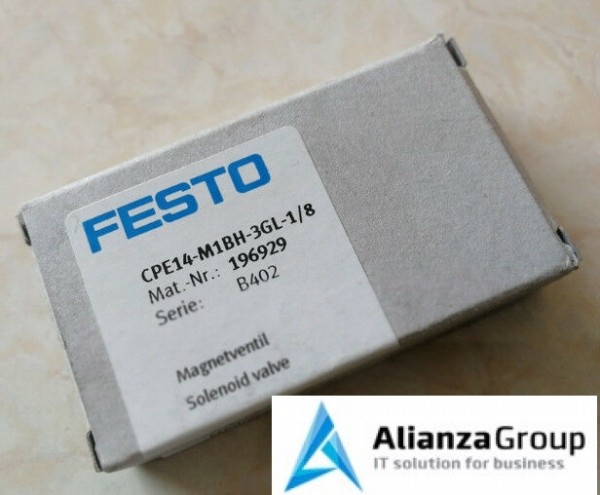 FESTO
CPE14-M1BH-3GL-1/8
Mat.-Nr.: 196929
Serie: B402
Magnetventil
Solenoid valve
AlianzaGroup
IT solution for business